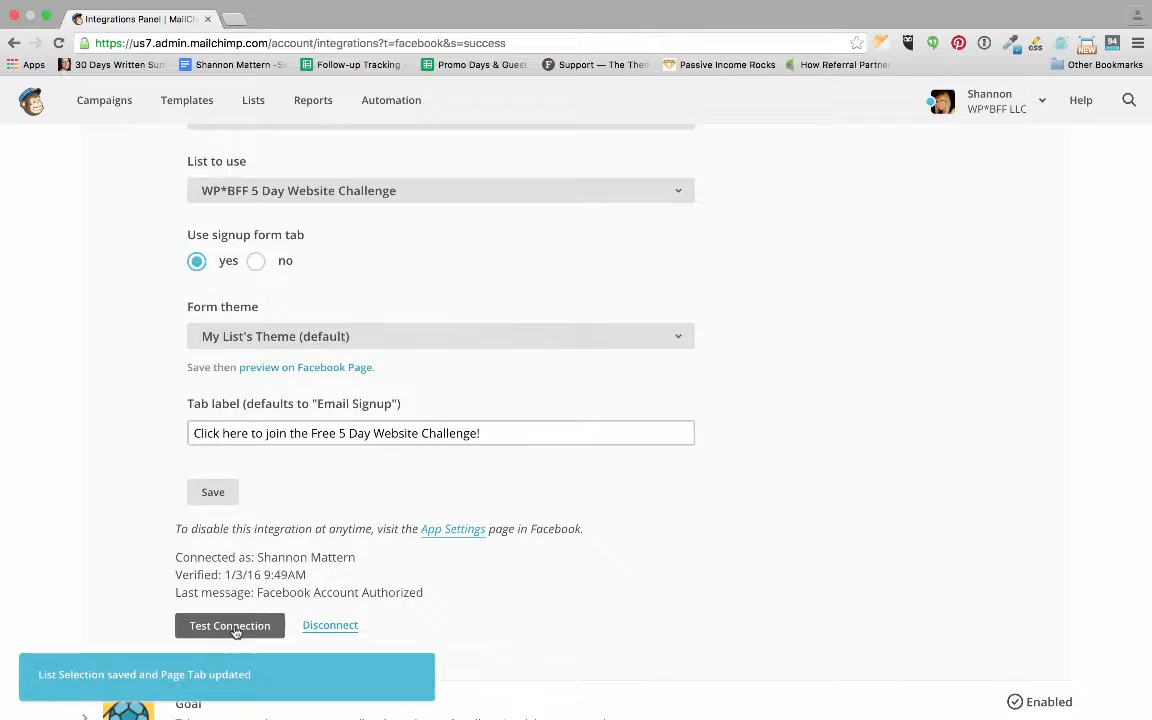 Integrations Panel | MailCh
https://us7.admin.mailchimp.com/account/integrations?t=facebook&s=success
Apps
30 Days Written Sum
Shannon Mattern -S
Follow-up Tracking
Promo Days & Guest
Support — The Them
Passive Income Rocks
How Referral Partner
NEW
94
Other Bookmarks
Campaigns
Templates
Lists
Reports
Automation
Shannon
WP*BFF LLC
Help
List to use
WP*BFF 5 Day Website Challenge
Use signup form tab
yes
no
Form theme
My List's Theme (default)
Save then preview on Facebook Page.
Tab label (defaults to "Email Signup")
Click here to join the Free 5 Day Website Challenge!
Save
To disable this integration at anytime, visit the App Settings page in Facebook.
Connected as: Shannon Mattern
Verified: 1/3/16 9:49AM
Last message: Facebook Account Authorized
Test Connection
Disconnect
List Selection saved and Page Tab updated
Goal
Enabled